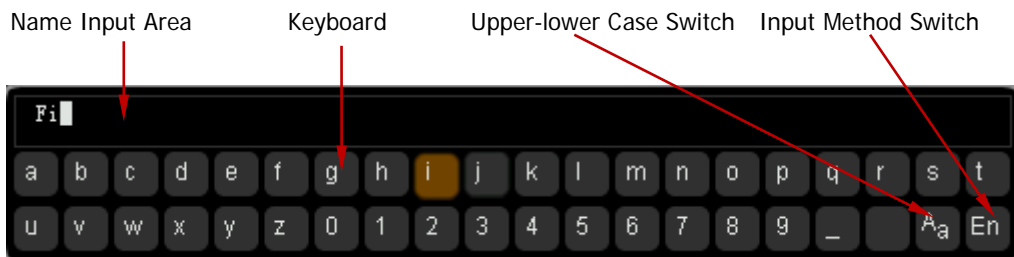 Name Input Area Keyboard Upper-lower Case Switch Input Method Switch
Fi
a b c d e f g h i j k l m n o p q r s t
u v w x y z 0 1 2 3 4 5 6 7 8 9 _ Aa En